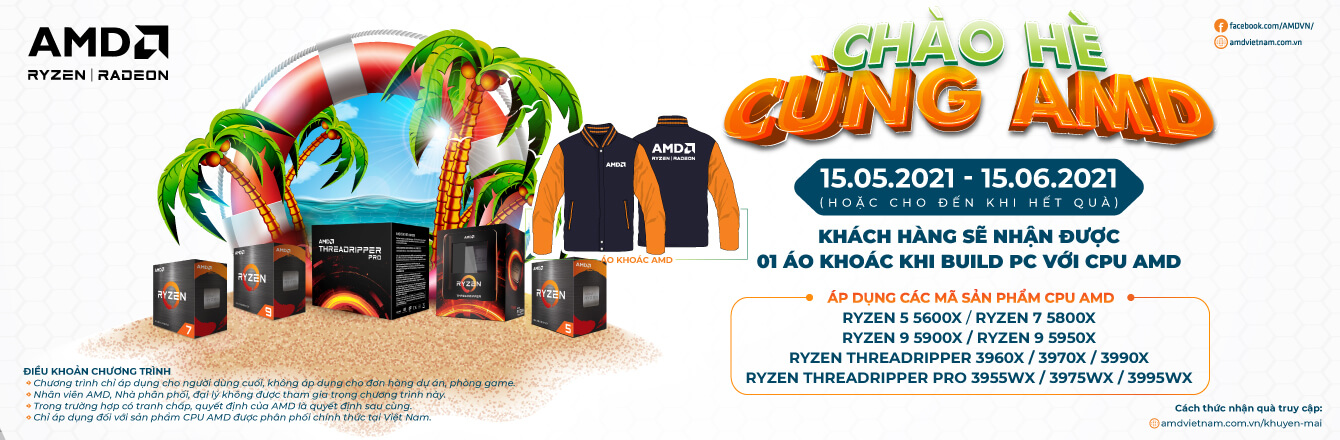 AMD
RYZEN | RADEON
CHÀO HÈ
CÙNG AMD
facebook.com/AMDVN/
amdvietnam.com.vn
15.05.2021 - 15.06.2021
(HOẶC CHO ĐẾN KHI HẾT QUÀ)
KHÁCH HÀNG SẼ NHẬN ĐƯỢC
01 ÁO KHOÁC KHI BUILD PC VỚI CPU AMD
ÁP DỤNG CÁC MÃ SẢN PHẨM CPU AMD
RYZEN 5 5600X / RYZEN 7 5800X
RYZEN 9 5900X / RYZEN 9 5950X
RYZEN THREADRIPPER 3960X / 3970X / 3990X
RYZEN THREADRIPPER PRO 3955WX / 3975WX / 3995WX
Cách thức nhận quà truy cập:
amdvietnam.com.vn/khuyen-mai
AMD
AMD
RYZEN | RADEON
ÁO KHOÁC AMD
AMD
RYZEN
7
AMD
RYZEN
9
AMD
THREADRIPPER
PRO
AMD
RYZEN
THREADRIPPER
AMD
RYZEN
5
ĐIỀU KHOẢN CHƯƠNG TRÌNH
Chương trình chỉ áp dụng cho người dùng cuối, không áp dụng cho đơn hàng dự án, phòng game.
Nhân viên AMD, Nhà phân phối, đại lý không được tham gia trong chương trình này.
Trong trường hợp có tranh chấp, quyết định của AMD là quyết định sau cùng.
Chỉ áp dụng đối với sản phẩm CPU AMD được phân phối chính thức tại Việt Nam.